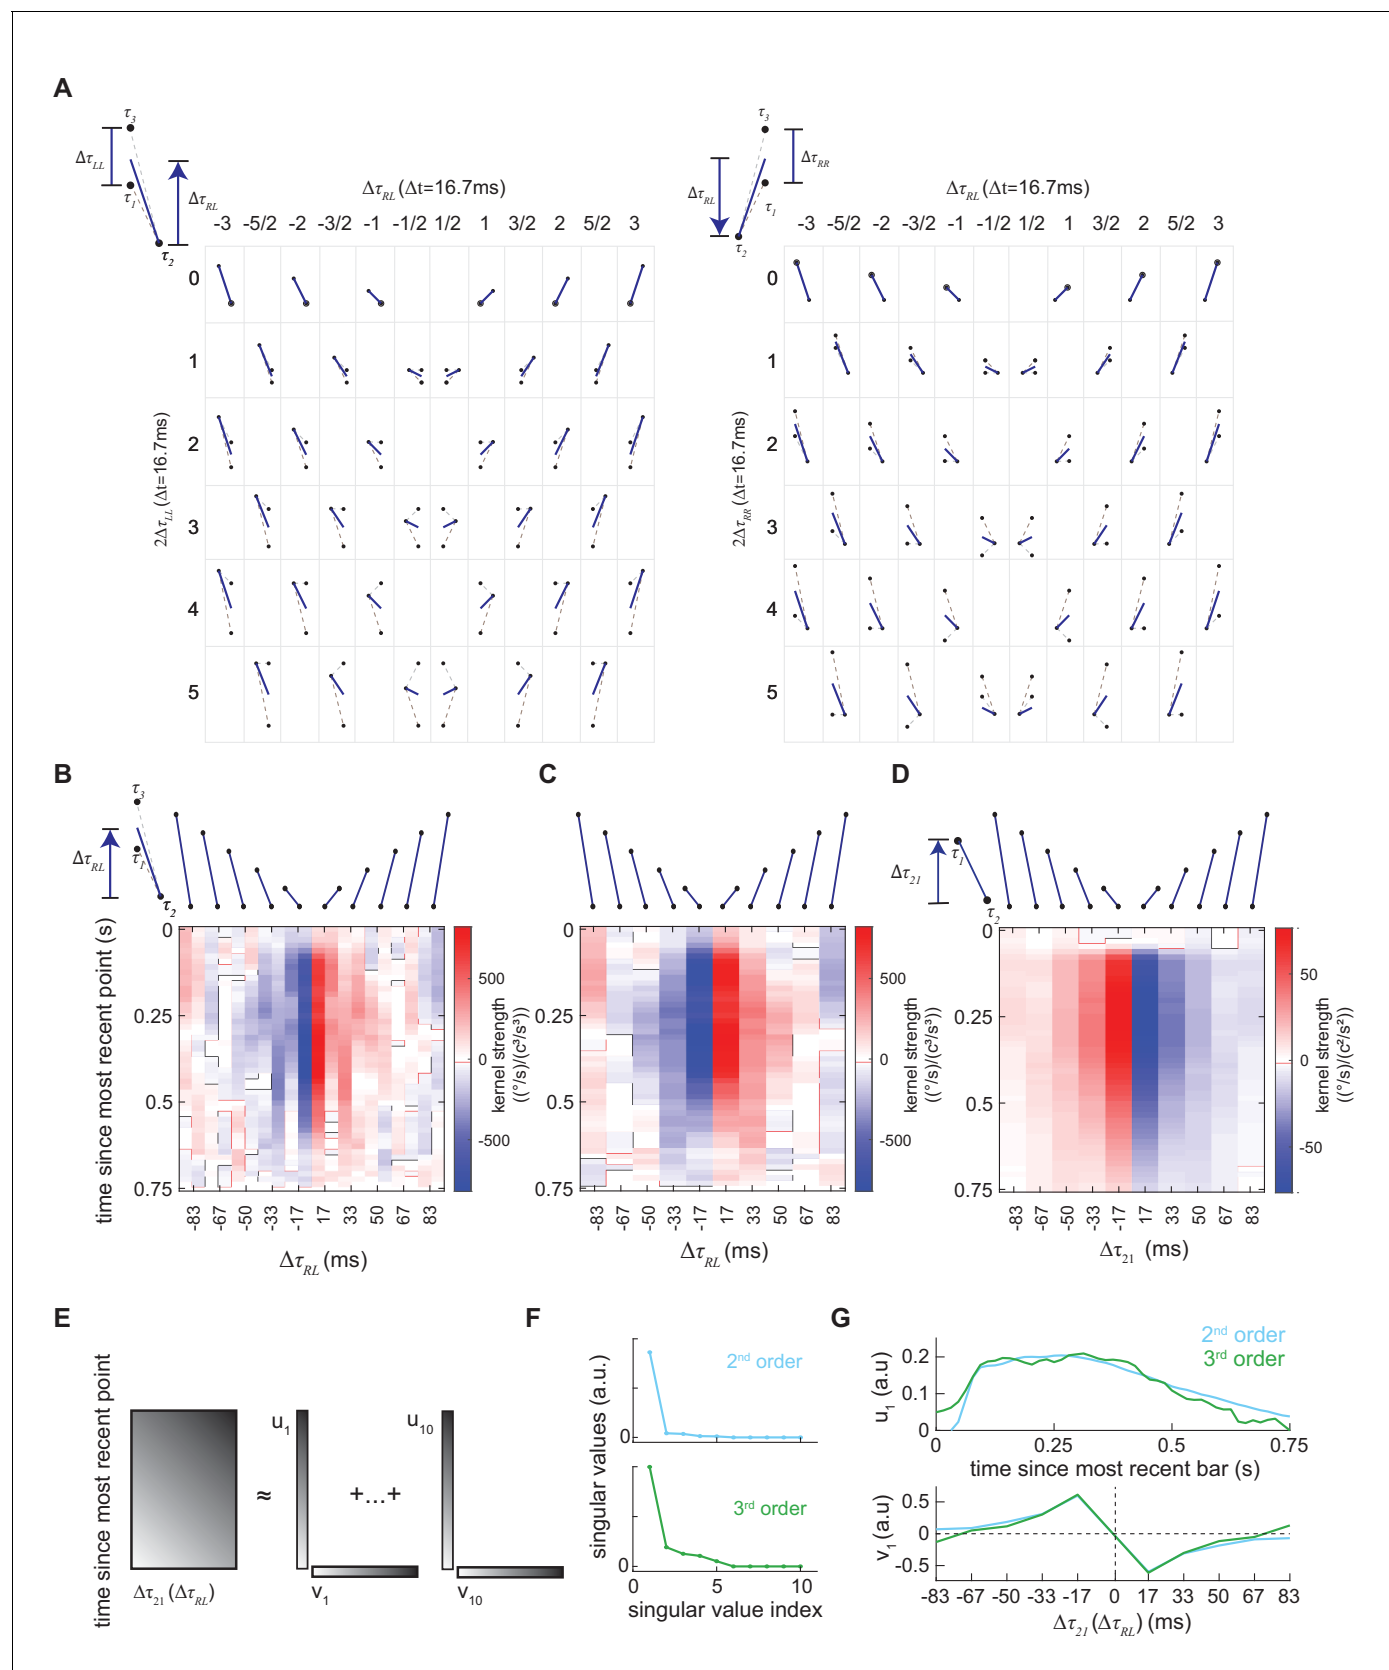 A
τ3
ΔτLL
τ1
ΔτRL
τ2
ΔτRL (Δt=16.7ms)
-3 -5/2 -2 -3/2 -1 -1/2 1/2 1 3/2 2 5/2 3
0
1
2
3
4
5
2ΔτLL (Δt=16.7ms)
τ3
ΔτRR
ΔτRL
τ1
τ2
ΔτRL (Δt=16.7ms)
-3 -5/2 -2 -3/2 -1 -1/2 1/2 1 3/2 2 5/2 3
0
1
2
3
4
5
2ΔτRR (Δt=16.7ms)
B
τ3
ΔτRL
τ1
τ2
time since most recent point (s)
0
0.25
0.5
0.75
-83 -67 -50 -33 -17 17 33 50 67 83
ΔτRL (ms)
500
0
-500
kernel strength
((°/s)/(c³/s³))
C
0
0.25
0.5
0.75
-83 -67 -50 -33 -17 17 33 50 67 83
ΔτRL (ms)
500
0
-500
kernel strength
((°/s)/(c³/s³))
D
Δτ21
τ1
τ2
0
0.25
0.5
0.75
-83 -67 -50 -33 -17 17 33 50 67 83
Δτ21 (ms)
50
0
-50
kernel strength
((°/s)/(c²/s²))
E
time since most recent point
Δτ21 (ΔτRL)
≈
u1
v1
+...+
u10
v10
F
singular values (a.u.)
2nd order
0
3rd order
0
1 5 10
singular value index
G
2nd order
3rd order
u1 (a.u)
0.2
0.1
0
0 0.25 0.5 0.75
time since most recent bar (s)
v1 (a.u)
0.5
0
-0.5
-83 -67 -50 -33 -17 0 17 33 50 67 83
Δτ21 (ΔτRL) (ms)